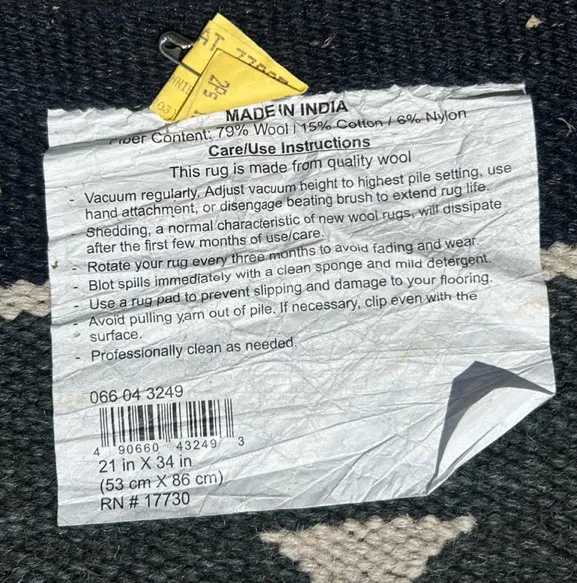 AT
MADE IN INDIA
Fiber Content: 79% Wool | 15% Cotton / 6% Nylon
Care/Use Instructions
This rug is made from quality wool
- Vacuum regularly. Adjust vacuum height to highest pile setting, use
hand attachment, or disengage beating brush to extend rug life.
- Shedding, a normal characteristic of new wool rugs, will dissipate
after the first few months of use/care.
- Rotate your rug every three months to avoid fading and wear.
- Blot spills immediately with a clean sponge and mild detergent.
- Use a rug pad to prevent slipping and damage to your flooring.
- Avoid pulling yarn out of pile. If necessary, clip even with the
surface.
- Professionally clean as needed.
066 04 3249
4 90660 43249 3
21 in X 34 in
(53 cm X 86 cm)
RN # 17730